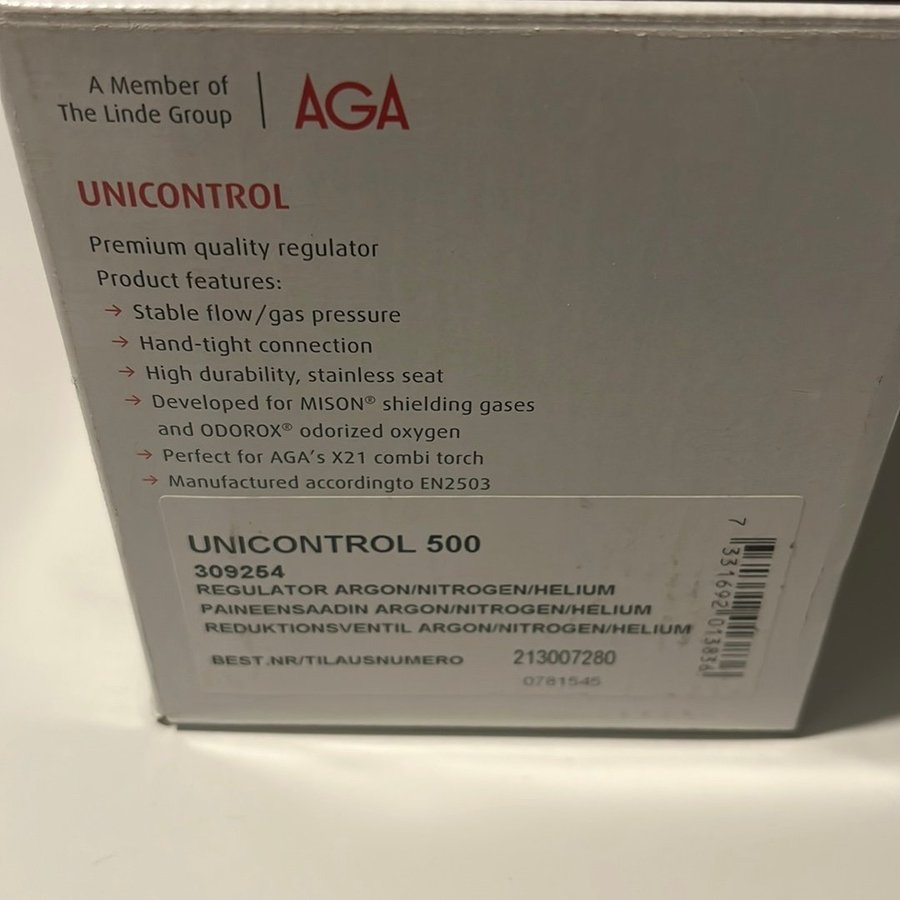 A Member of
The Linde Group
AGA
UNICONTROL
Premium quality regulator
Product features:
→ Stable flow/gas pressure
→ Hand-tight connection
→ High durability, stainless seat
→ Developed for MISON® shielding gases
and ODOROX® odorized oxygen
→ Perfect for AGA's X21 combi torch
→ Manufactured accordingto EN2503
UNICONTROL 500
309254
REGULATOR ARGON/NITROGEN/HELIUM
PAINEENSAADIN ARGON/NITROGEN/HELIUM
REDUKTIONSVENTIL ARGON/NITROGEN/HELIUM
BEST.NR/TILAUSNUMERO 213007280
0781545
7 331692 013836